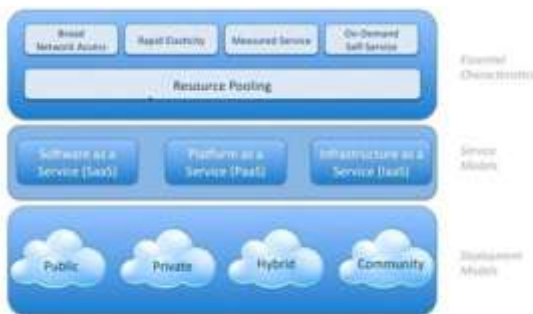 Broad
Network Access
Rapid Elasticity
Measured Service
On-Demand
Self-Service
Resource Pooling
Essential
Characteristics
Software as a
Service (SaaS)
Platform as a
Service (PaaS)
Infrastructure as a
Service (IaaS)
Service
Models
Public
Private
Hybrid
Community
Deployment
Models